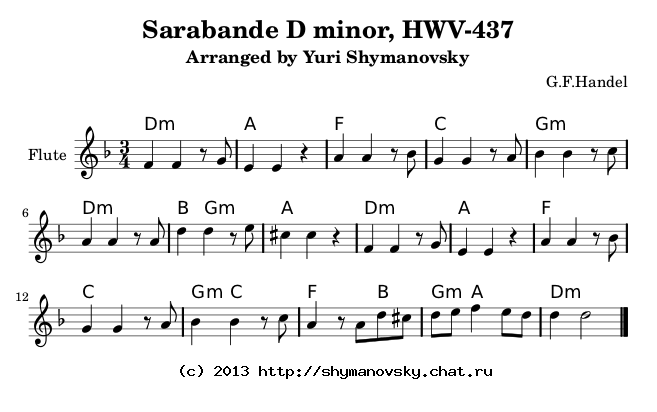 Sarabande D minor, HWV-437
Arranged by Yuri Shymanovsky
G.F.Handel
Dm A F C Gm
Flute
3
4
6
Dm B Gm A Dm A F
12
C Gm C F B Gm A Dm
(c) 2013 http://shymanovsky.chat.ru